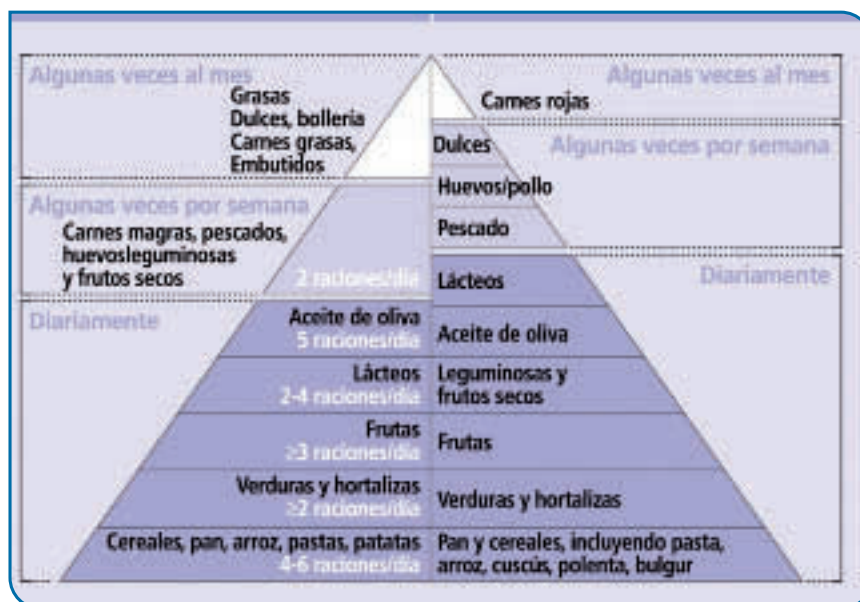 Algunas veces al mes
Grasas
Dulces, bollería
Carnes grasas,
Embutidos
Algunas veces por semana
Carnes magras, pescados,
huevosleguminosas
y frutos secos
2 raciones/día
Diariamente
Aceite de oliva
5 raciones/día
Lácteos
2-4 raciones/día
Frutas
≥3 raciones/día
Verduras y hortalizas
≥2 raciones/día
Cereales, pan, arroz, pastas, patatas
4-6 raciones/día
Algunas veces al mes
Carnes rojas
Algunas veces por semana
Dulces
Huevos/pollo
Pescado
Diariamente
Lácteos
Aceite de oliva
Leguminosas y
frutos secos
Frutas
Verduras y hortalizas
Pan y cereales, incluyendo pasta,
arroz, cuscús, polenta, bulgur